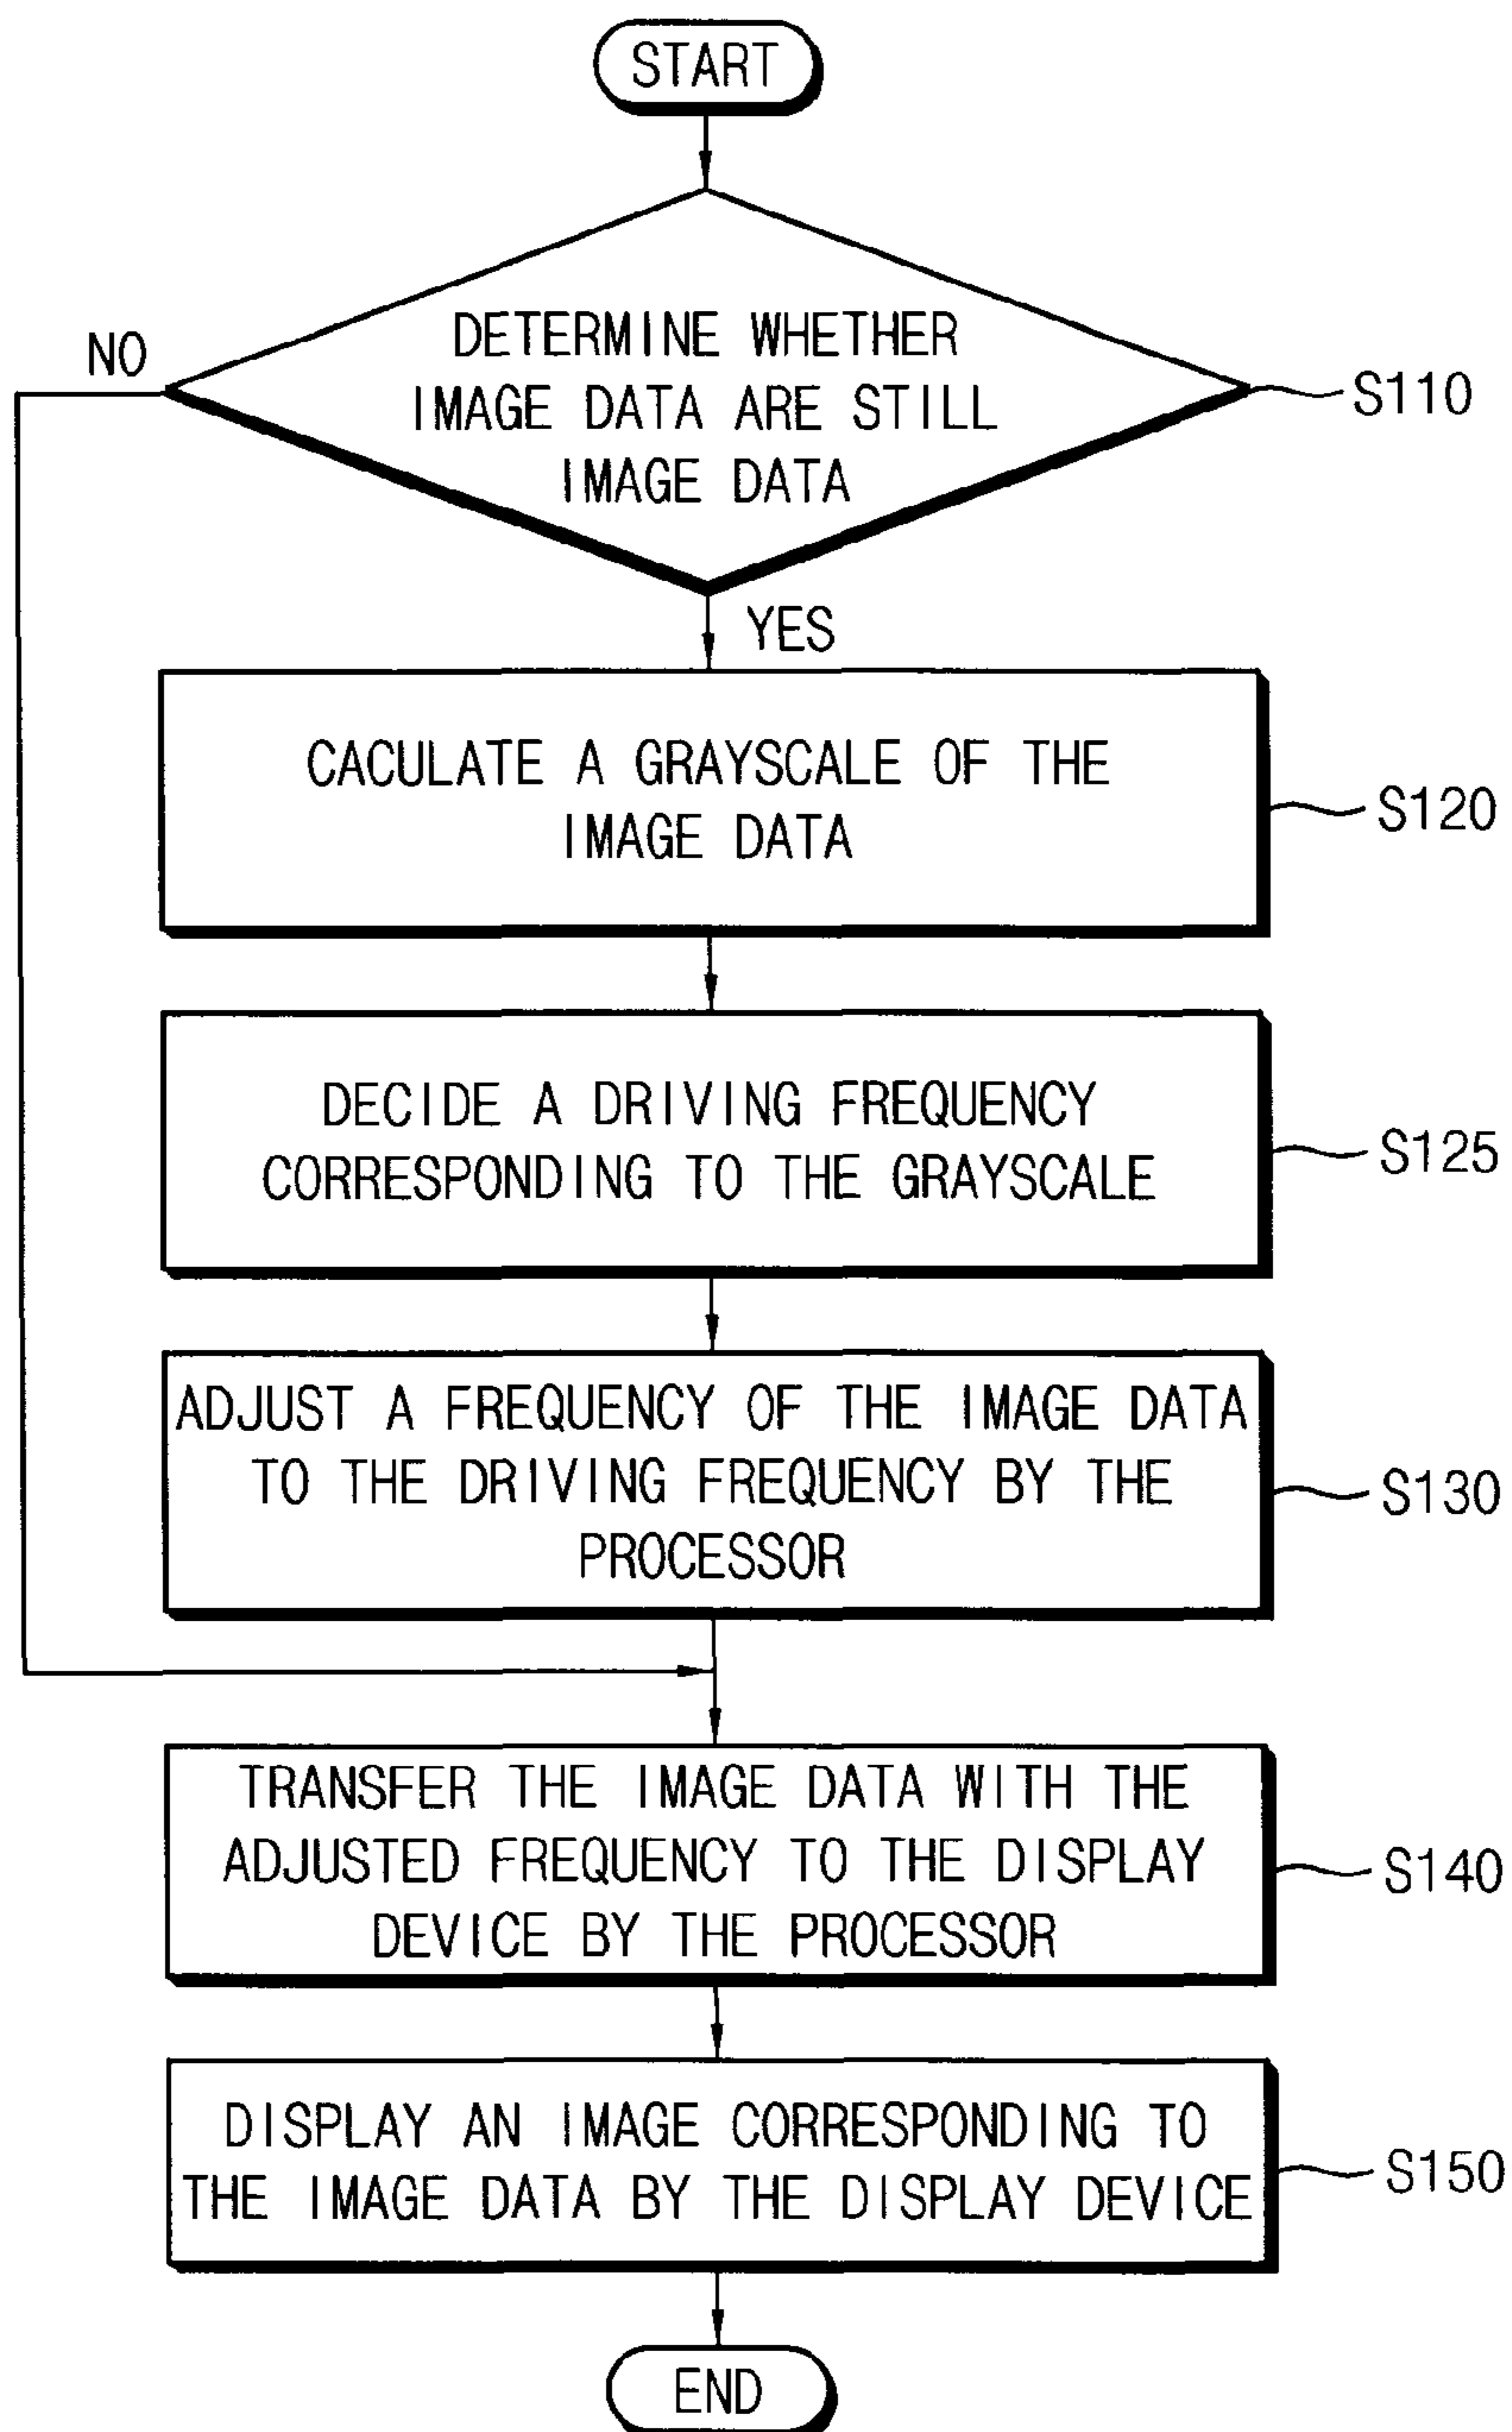 START
DETERMINE WHETHER
IMAGE DATA ARE STILL
IMAGE DATA
NO
S110
YES
CACULATE A GRAYSCALE OF THE
IMAGE DATA
S120
DECIDE A DRIVING FREQUENCY
CORRESPONDING TO THE GRAYSCALE
S125
ADJUST A FREQUENCY OF THE IMAGE DATA
TO THE DRIVING FREQUENCY BY THE
PROCESSOR
S130
TRANSFER THE IMAGE DATA WITH THE
ADJUSTED FREQUENCY TO THE DISPLAY
DEVICE BY THE PROCESSOR
S140
DISPLAY AN IMAGE CORRESPONDING TO
THE IMAGE DATA BY THE DISPLAY DEVICE
S150
END